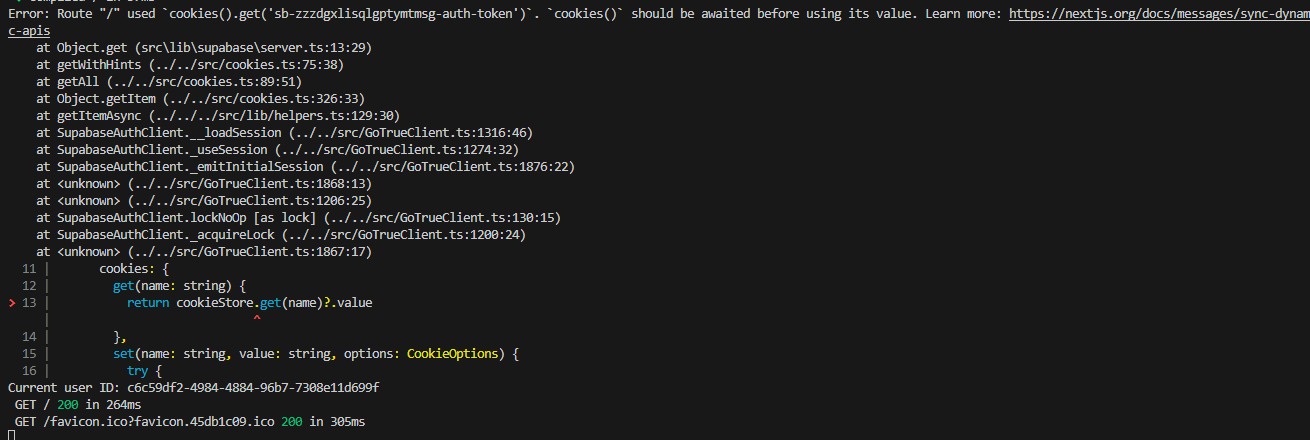 Error: Route "/" used `cookies().get('sb-zzzdgxlisqlgptymtmsg-auth-token')`. `cookies()` should be awaited before using its value. Learn more: https://nextjs.org/docs/messages/sync-dynam
c-apis
    at Object.get (src\lib\supabase\server.ts:13:29)
    at getWithHints (../../src/cookies.ts:75:38)
    at getAll (../../src/cookies.ts:89:51)
    at Object.getItem (../../src/cookies.ts:326:33)
    at getItemAsync (../../../src/lib/helpers.ts:129:30)
    at SupabaseAuthClient.__loadSession (../../src/GoTrueClient.ts:1316:46)
    at SupabaseAuthClient._useSession (../../src/GoTrueClient.ts:1274:32)
    at SupabaseAuthClient._emitInitialSession (../../src/GoTrueClient.ts:1876:22)
    at <unknown> (../../src/GoTrueClient.ts:1868:13)
    at <unknown> (../../src/GoTrueClient.ts:1206:25)
    at SupabaseAuthClient.lockNoOp [as lock] (../../src/GoTrueClient.ts:130:15)
    at SupabaseAuthClient._acquireLock (../../src/GoTrueClient.ts:1200:24)
    at <unknown> (../../src/GoTrueClient.ts:1867:17)
  11 |       cookies: {
  12 |         get(name: string) {
> 13 |           return cookieStore.get(name)?.value
     |                              ^
  14 |         },
  15 |         set(name: string, value: string, options: CookieOptions) {
  16 |           try {
Current user ID: c6c59df2-4984-4884-96b7-7308e11d699f
 GET / 200 in 264ms
 GET /favicon.ico?favicon.45db1c09.ico 200 in 305ms